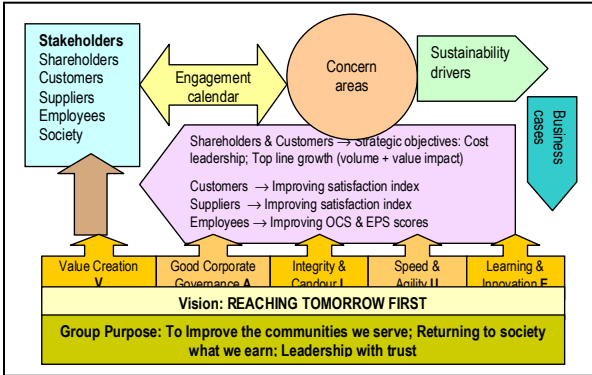 Stakeholders
Shareholders
Customers
Suppliers
Employees
Society
Engagement
calendar
Concern
areas
Sustainability
drivers
Business
cases
Shareholders & Customers → Strategic objectives: Cost
leadership; Top line growth (volume + value impact)
Customers → Improving satisfaction index
Suppliers → Improving satisfaction index
Employees → Improving OCS & EPS scores
Value Creation
V
Good Corporate
Governance A
Integrity &
Candour L
Speed &
Agility U
Learning &
Innovation E
Vision: REACHING TOMORROW FIRST
Group Purpose: To Improve the communities we serve; Returning to society
what we earn; Leadership with trust